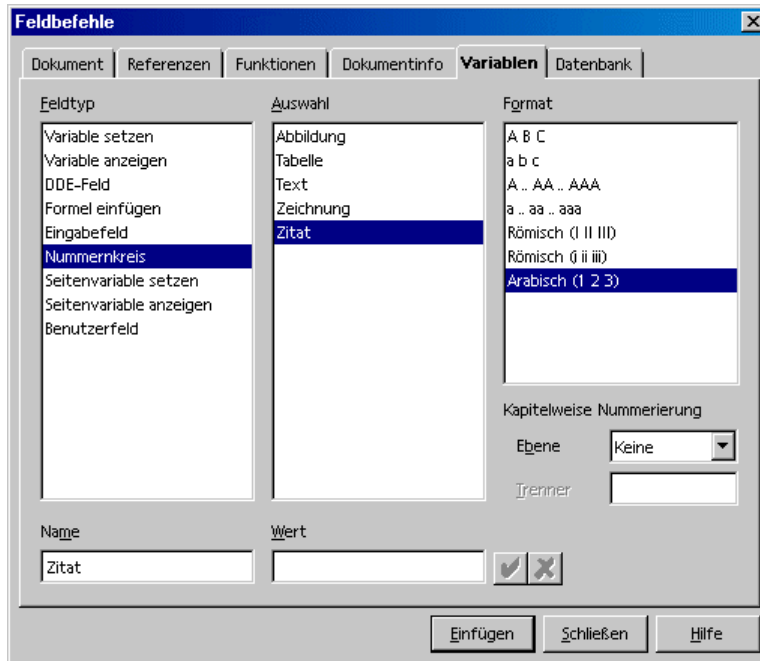 Feldbefehle
Dokument Referenzen Funktionen Dokumentinfo Variablen Datenbank
Feldtyp
Variable setzen
Variable anzeigen
DDE-Feld
Formel einfügen
Eingabefeld
Nummernkreis
Seitenvariable setzen
Seitenvariable anzeigen
Benutzerfeld
Auswahl
Abbildung
Tabelle
Text
Zeichnung
Zitat
Format
A B C
a b c
A .. AA .. AAA
a .. aa .. aaa
Römisch (I II III)
Römisch (i ii iii)
Arabisch (1 2 3)
Kapitelweise Nummerierung
Ebene Keine
Trenner
Name
Zitat
Wert
Einfügen Schließen Hilfe